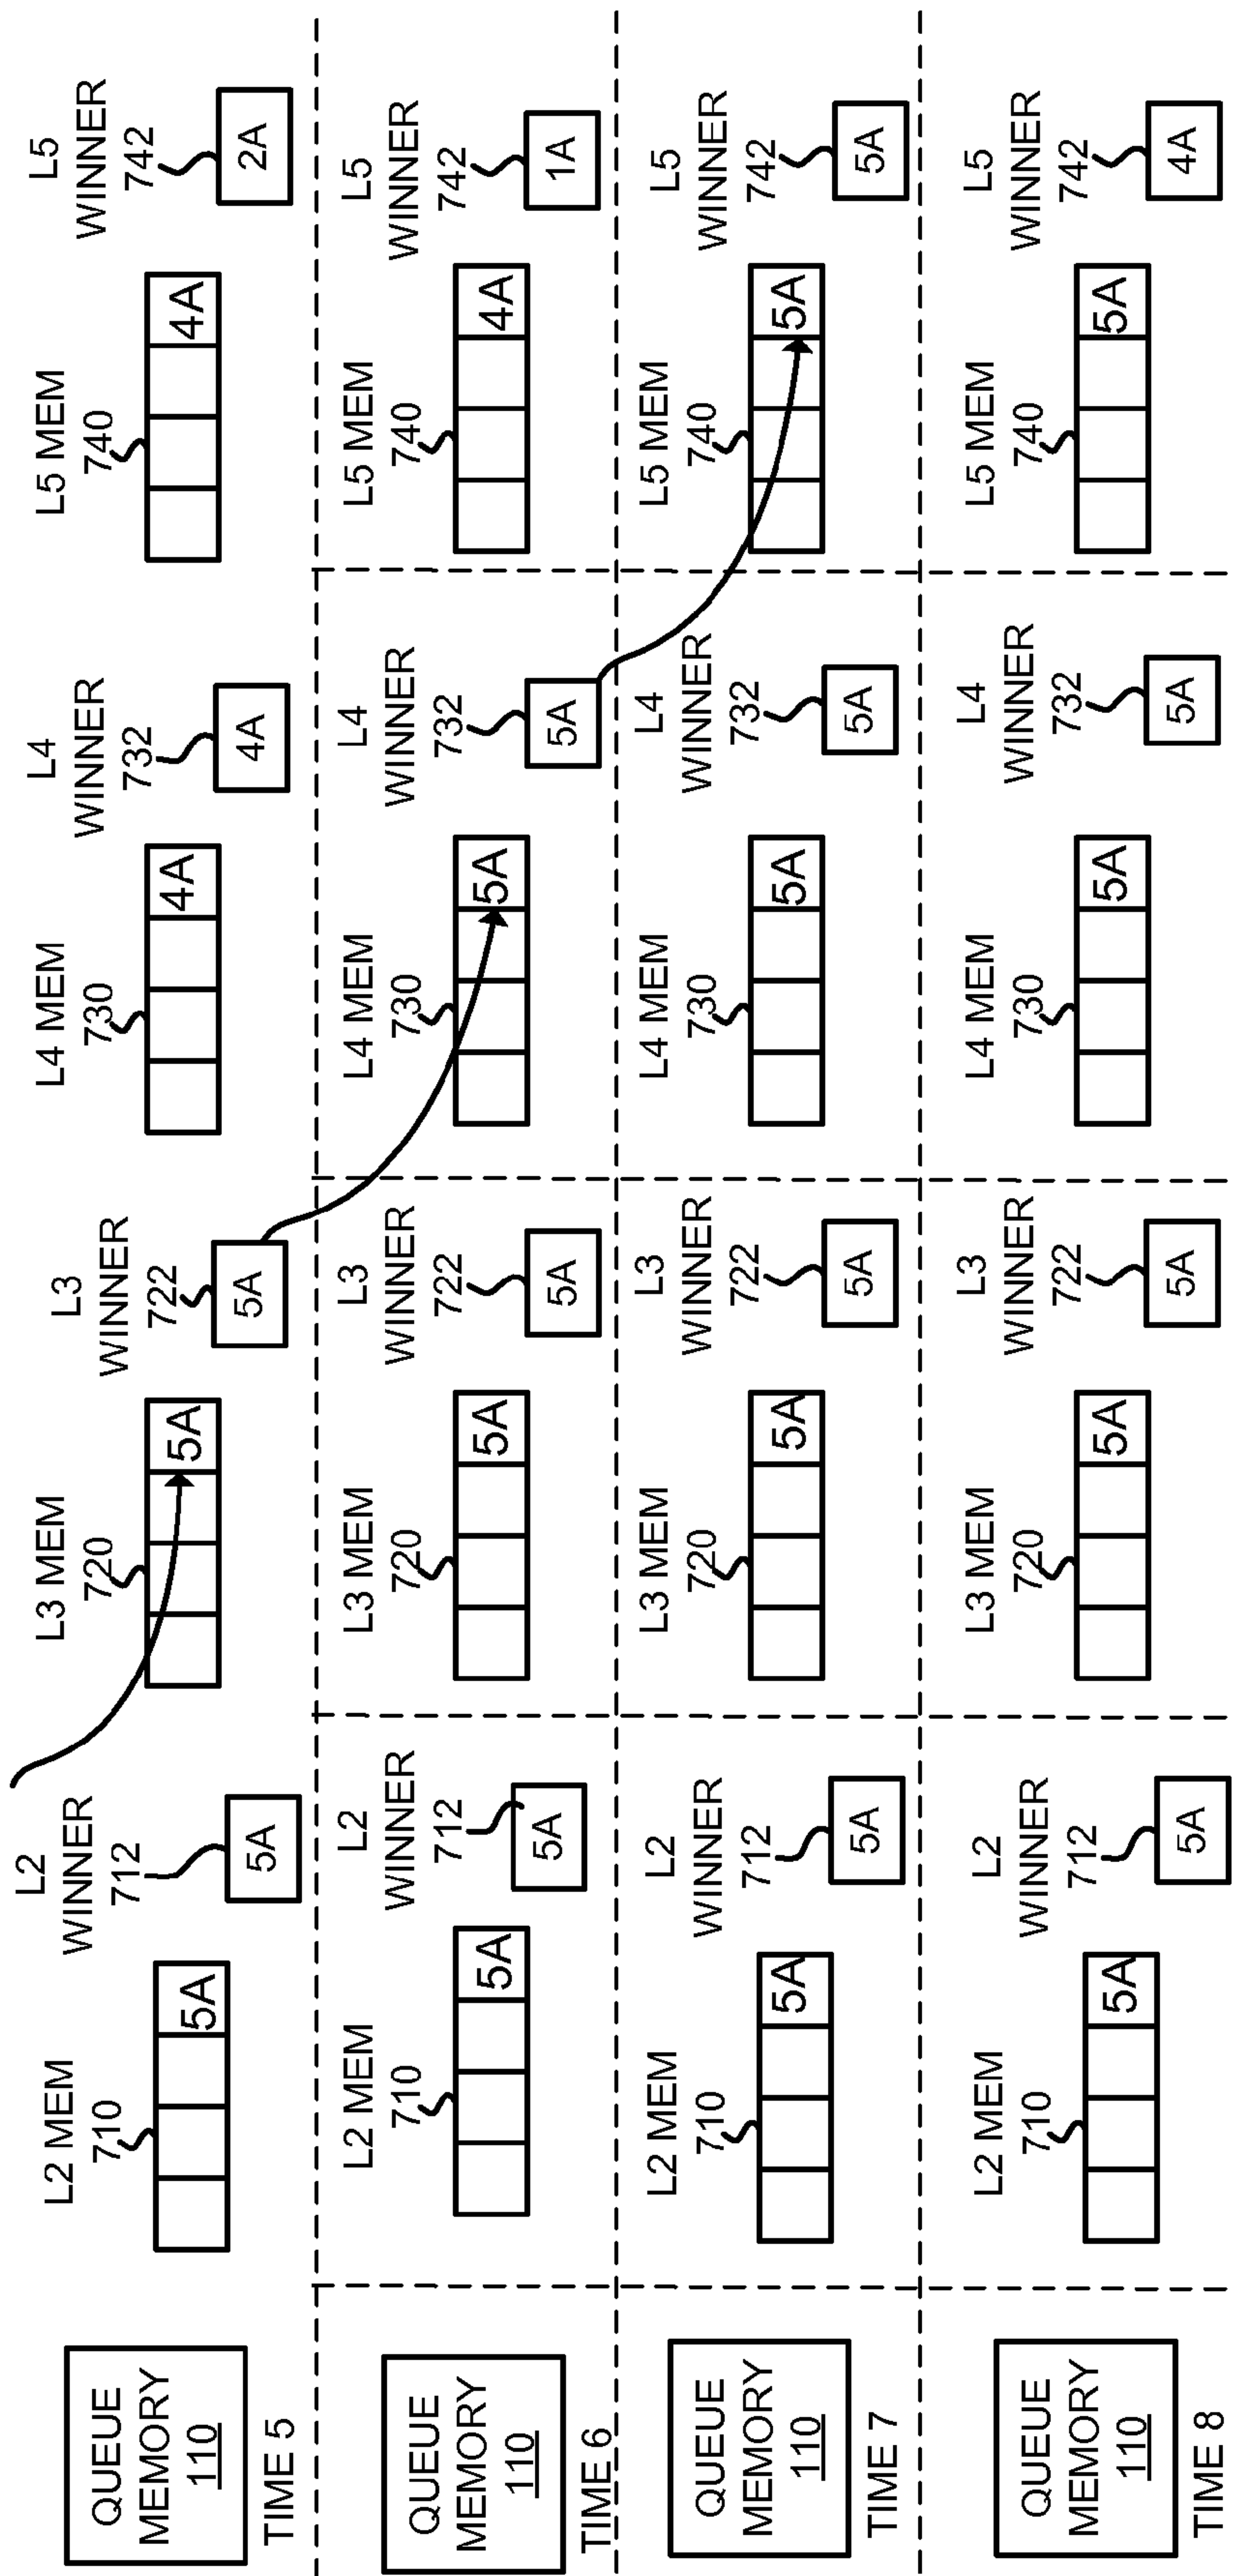 QUEUE
MEMORY
110
TIME 5
L2 MEM
710
5A
L2
WINNER
712
5A
L3 MEM
720
5A
L3
WINNER
722
5A
L4 MEM
730
4A
L4
WINNER
732
4A
L5 MEM
740
4A
L5
WINNER
742
2A
QUEUE
MEMORY
110
TIME 6
L2 MEM
710
5A
L2
WINNER
712
5A
L3 MEM
720
5A
L3
WINNER
722
5A
L4 MEM
730
5A
L4
WINNER
732
5A
L5 MEM
740
4A
L5
WINNER
742
1A
QUEUE
MEMORY
110
TIME 7
L2 MEM
710
5A
L2
WINNER
712
5A
L3 MEM
720
5A
L3
WINNER
722
5A
L4 MEM
730
5A
L4
WINNER
732
5A
L5 MEM
740
5A
L5
WINNER
742
5A
QUEUE
MEMORY
110
TIME 8
L2 MEM
710
5A
L2
WINNER
712
5A
L3 MEM
720
5A
L3
WINNER
722
5A
L4 MEM
730
5A
L4
WINNER
732
5A
L5 MEM
740
5A
L5
WINNER
742
4A